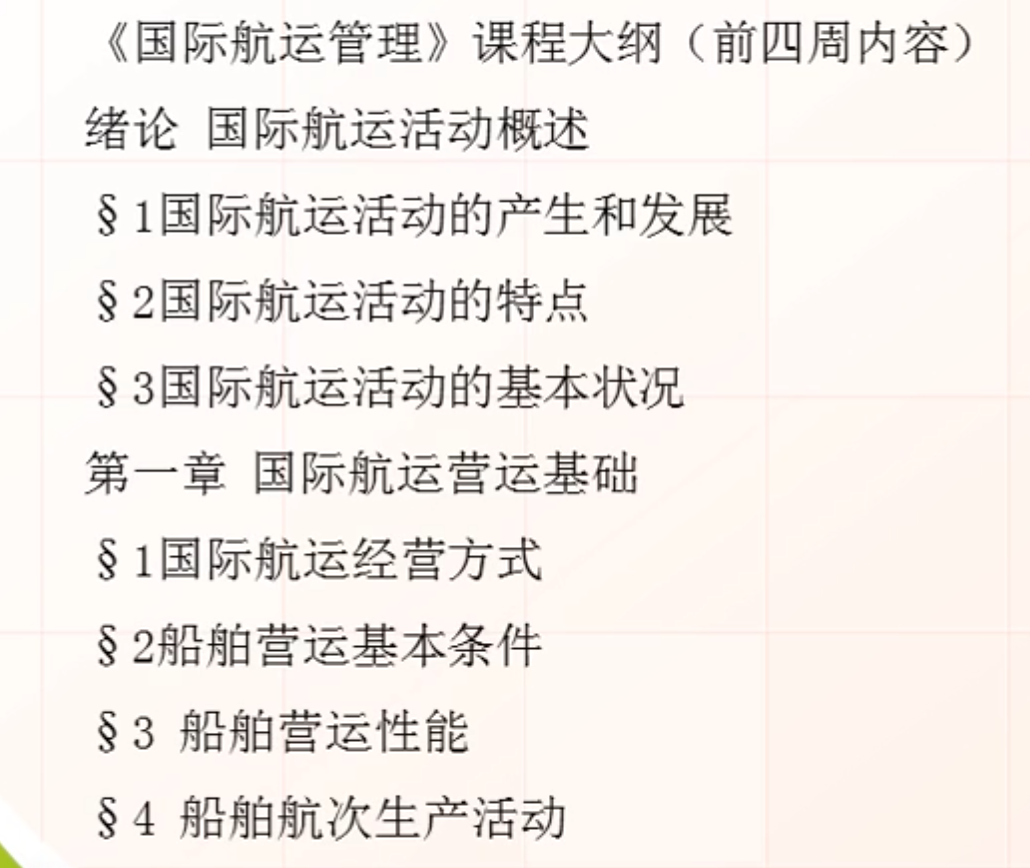 《国际航运管理》课程大纲（前四周内容）
绪论 国际航运活动概述
§1国际航运活动的产生和发展
§2国际航运活动的特点
§3国际航运活动的基本状况
第一章 国际航运营运基础
§1国际航运经营方式
§2船舶营运基本条件
§3 船舶营运性能
§4 船舶航次生产活动